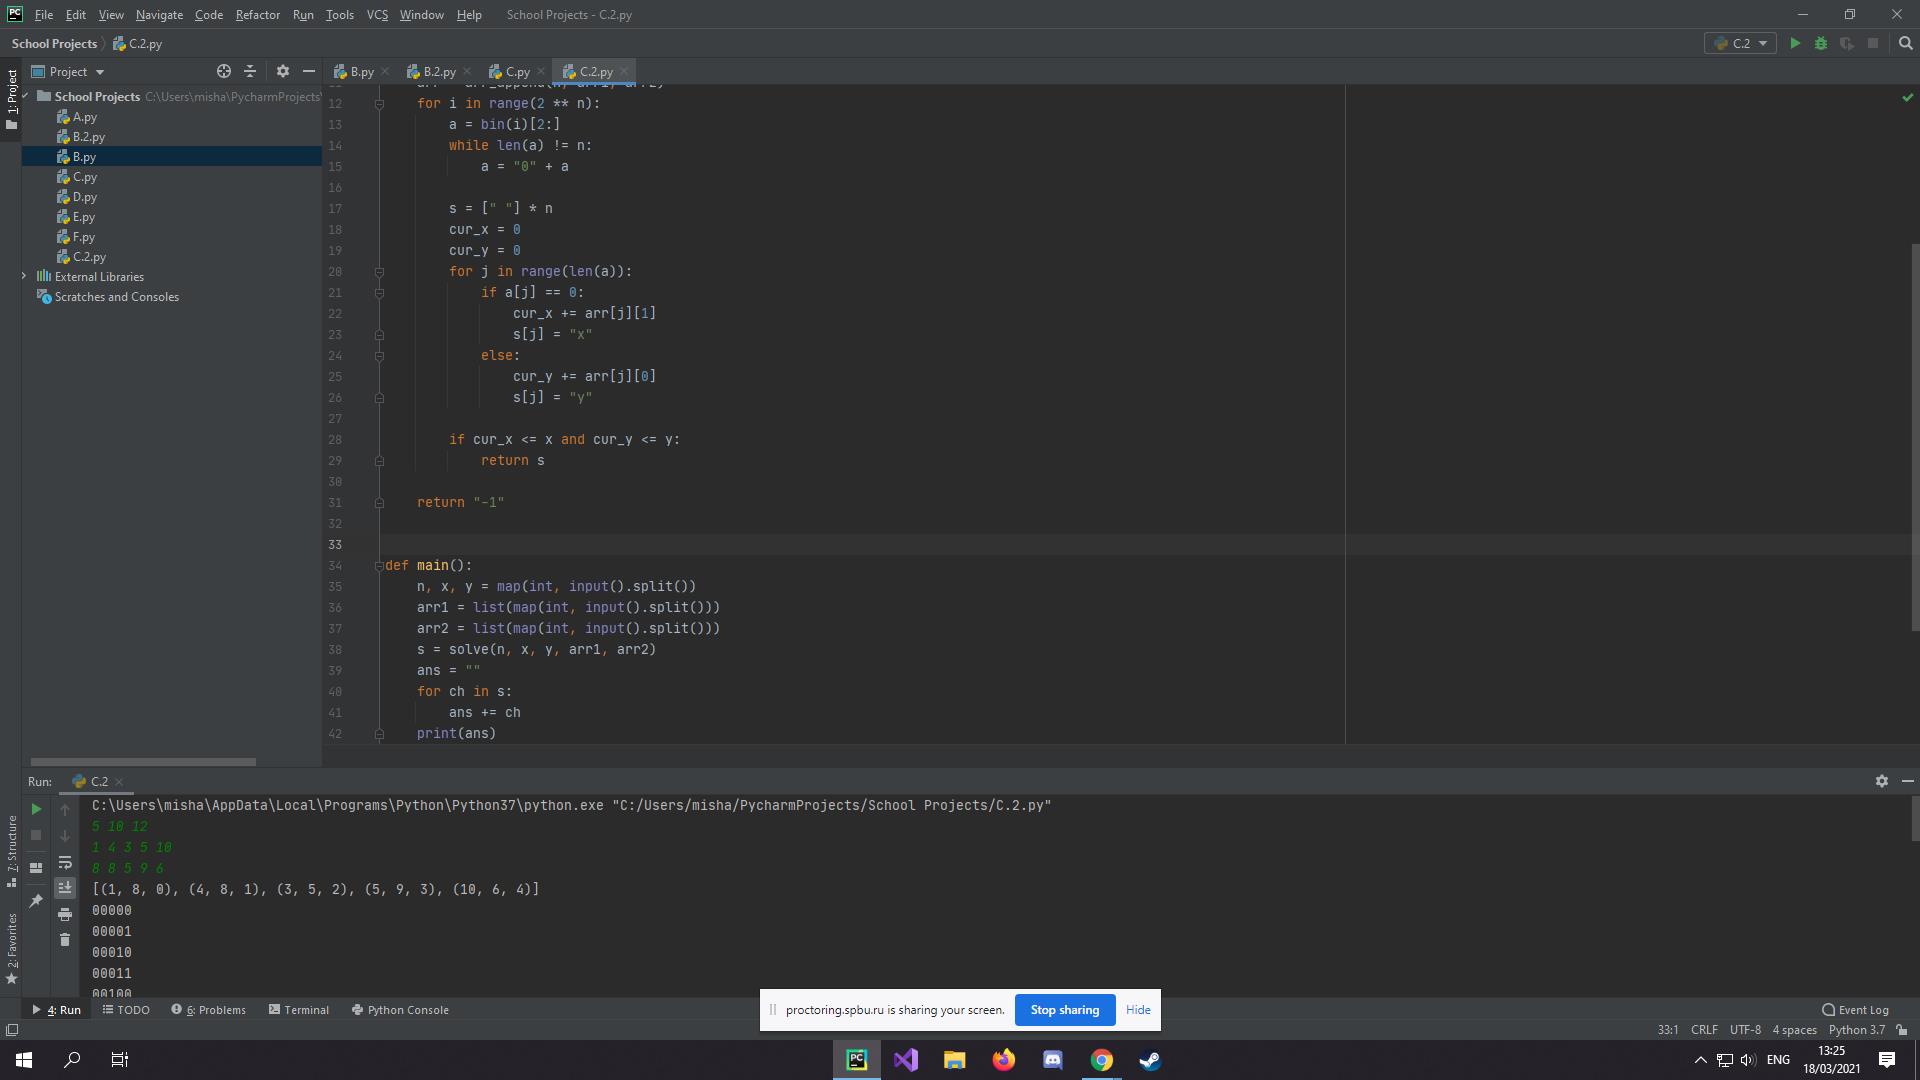 File Edit View Navigate Code Refactor Run Tools VCS Window Help School Projects - C.2.py
School Projects C.2.py
C.2
Project
B.py
B.2.py
C.py
C.2.py
1: Project
School Projects C:\Users\misha\PycharmProjects\
A.py
B.2.py
B.py
C.py
D.py
E.py
F.py
C.2.py
External Libraries
Scratches and Consoles
12 for i in range(2 ** n):
13 a = bin(i)[2:]
14 while len(a) != n:
15 a = "0" + a
16
17 s = [" "] * n
18 cur_x = 0
19 cur_y = 0
20 for j in range(len(a)):
21 if a[j] == 0:
22 cur_x += arr[j][1]
23 s[j] = "x"
24 else:
25 cur_y += arr[j][0]
26 s[j] = "y"
27
28 if cur_x <= x and cur_y <= y:
29 return s
30
31 return "-1"
32
33
34 def main():
35 n, x, y = map(int, input().split())
36 arr1 = list(map(int, input().split()))
37 arr2 = list(map(int, input().split()))
38 s = solve(n, x, y, arr1, arr2)
39 ans = ""
40 for ch in s:
41 ans += ch
42 print(ans)
Run: C.2
C:\Users\misha\AppData\Local\Programs\Python\Python37\python.exe "C:/Users/misha/PycharmProjects/School Projects/C.2.py"
5 10 12
1 4 3 5 10
8 8 5 9 6
[(1, 8, 0), (4, 8, 1), (3, 5, 2), (5, 9, 3), (10, 6, 4)]
00000
00001
00010
00011
00100
7: Structure
2: Favorites
proctoring.spbu.ru is sharing your screen. Stop sharing Hide
4: Run TODO 6: Problems Terminal Python Console Event Log
33:1 CRLF UTF-8 4 spaces Python 3.7
ENG
13:25
18/03/2021